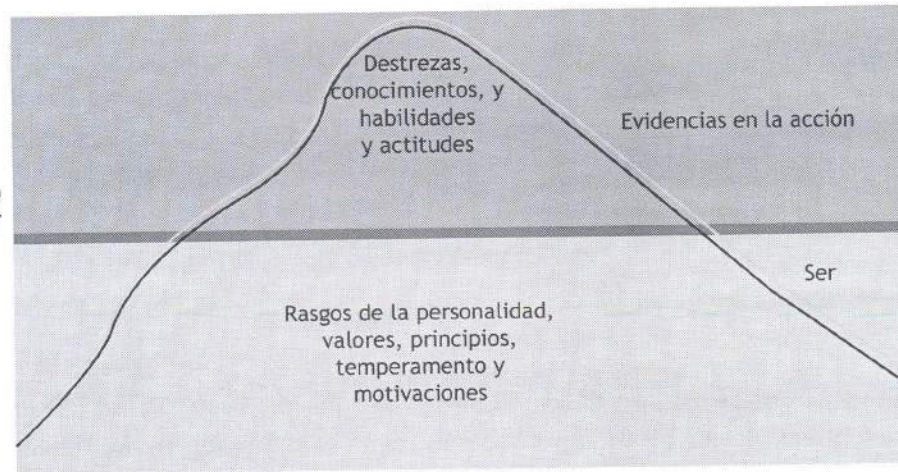 Destrezas,
conocimientos, y
habilidades
y actitudes
Evidencias en la acción
Ser
Rasgos de la personalidad,
valores, principios,
temperamento y
motivaciones